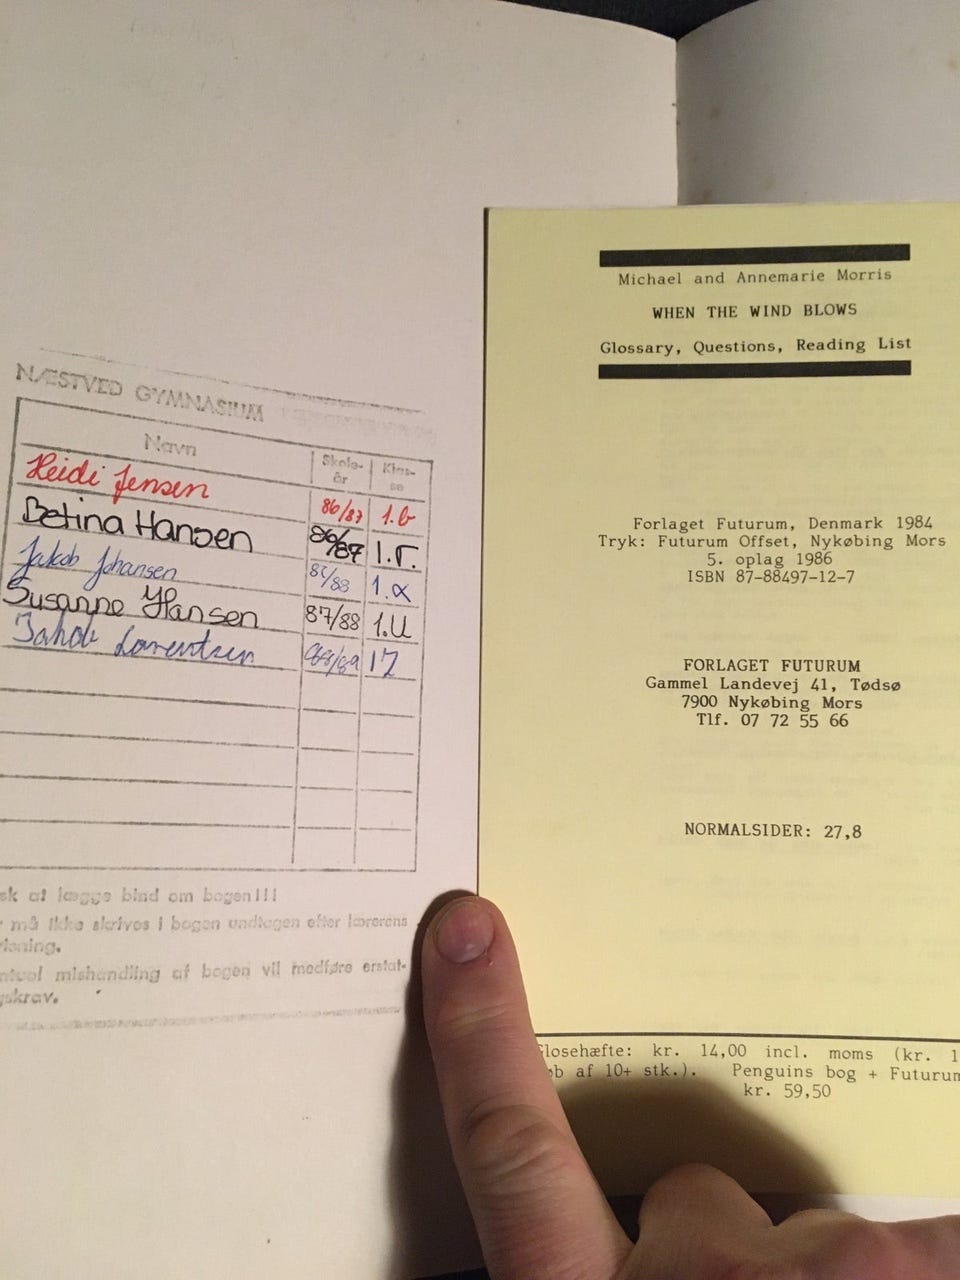 NÆSTVED GYMNASIUM
Navn Skole-år Klas-se
Heidi Jensen 86/87 1.b
Betina Hansen 86/87 1.r.
Jakob Johansen 87/88 1.α
Susanne Hansen 87/88 1.U
Lorentzen 88/89 1Z
sk at lægge bind om bogen!!!
må ikke skrives i bogen undtagen efter lærerens
visning.
ntuel mishandling af bogen vil medføre erstat-
gskrav.
Michael and Annemarie Morris
WHEN THE WIND BLOWS
Glossary, Questions, Reading List
Forlaget Futurum, Denmark 1984
Tryk: Futurum Offset, Nykøbing Mors
5. oplag 1986
ISBN 87-88497-12-7
FORLAGET FUTURUM
Gammel Landevej 41, Tødsø
7900 Nykøbing Mors
Tlf. 07 72 55 66
NORMALSIDER: 27,8
Glosehæfte: kr. 14,00 incl. moms (kr. 1
øb af 10+ stk.). Penguins bog + Futurum
kr. 59,50